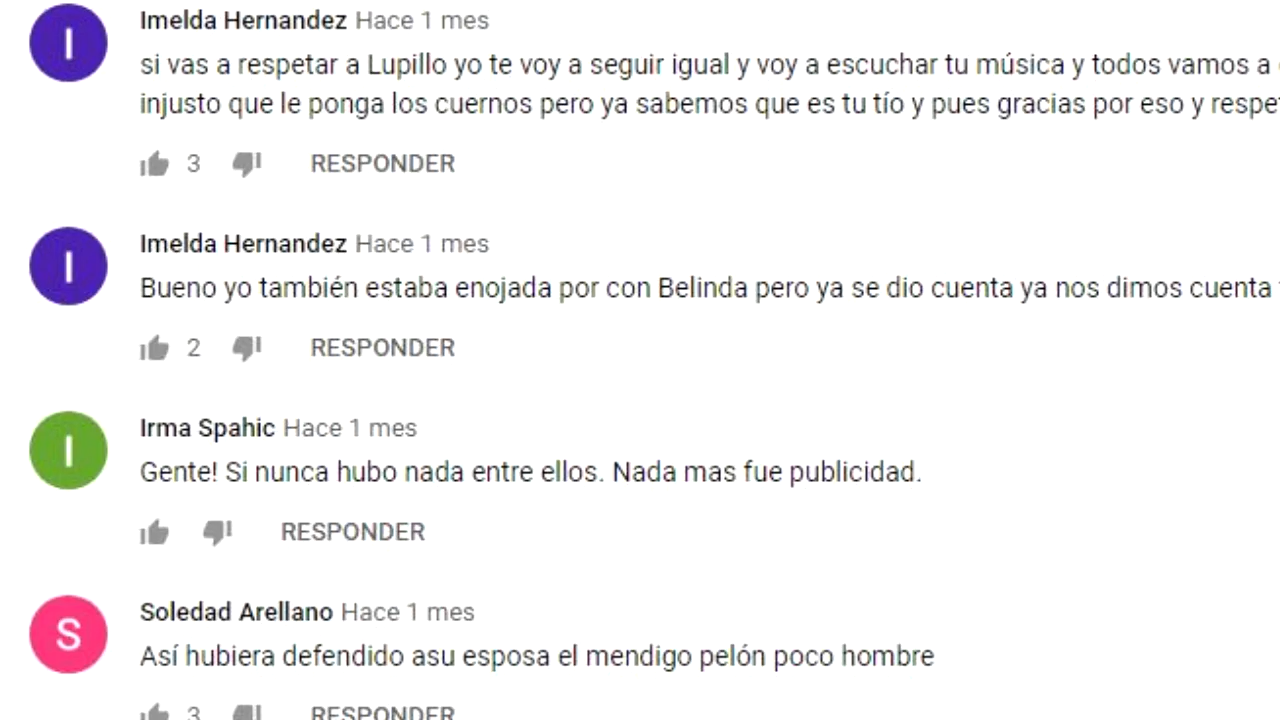 I
Imelda Hernandez Hace 1 mes
si vas a respetar a Lupillo yo te voy a seguir igual y voy a escuchar tu música y todos vamos a
injusto que le ponga los cuernos pero ya sabemos que es tu tío y pues gracias por eso y respe
3 RESPONDER
I
Imelda Hernandez Hace 1 mes
Bueno yo también estaba enojada por con Belinda pero ya se dio cuenta ya nos dimos cuenta
2 RESPONDER
I
Irma Spahic Hace 1 mes
Gente! Si nunca hubo nada entre ellos. Nada mas fue publicidad.
RESPONDER
S
Soledad Arellano Hace 1 mes
Así hubiera defendido asu esposa el mendigo pelón poco hombre
3 RESPONDER